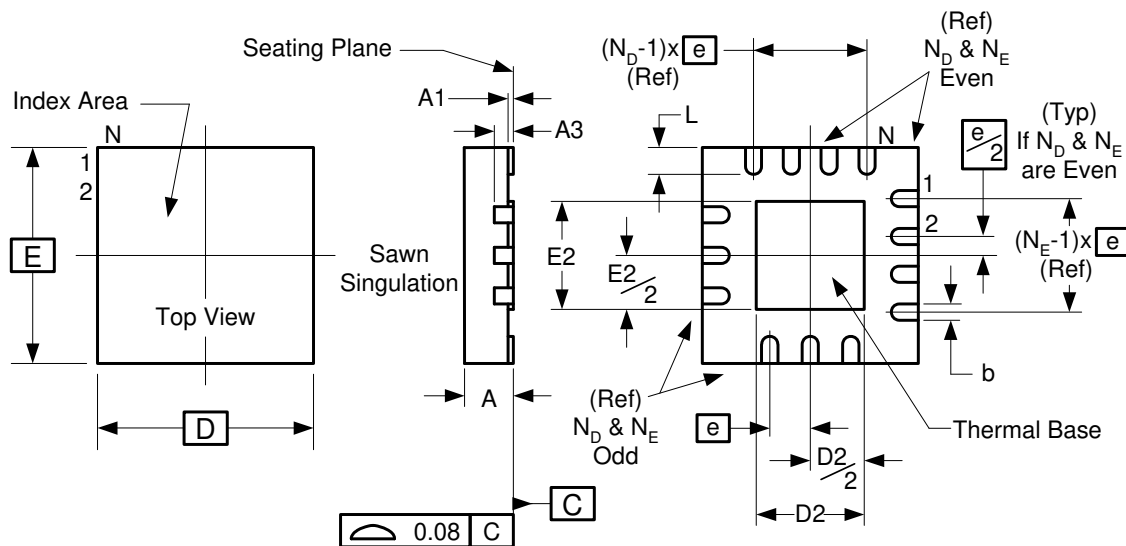 Seating Plane
Index Area
N
1
2
E
Top View
D
A1
A3
Sawn
Singulation
A
C
0.08 C
(N_D-1)x e
(Ref)
(Ref)
N_D & N_E
Even
L
N
e/2
(Typ)
If N_D & N_E
are Even
1
2
(N_E-1)x e
(Ref)
E2
E2/2
b
(Ref)
N_D & N_E
Odd
e
Thermal Base
D2/2
D2